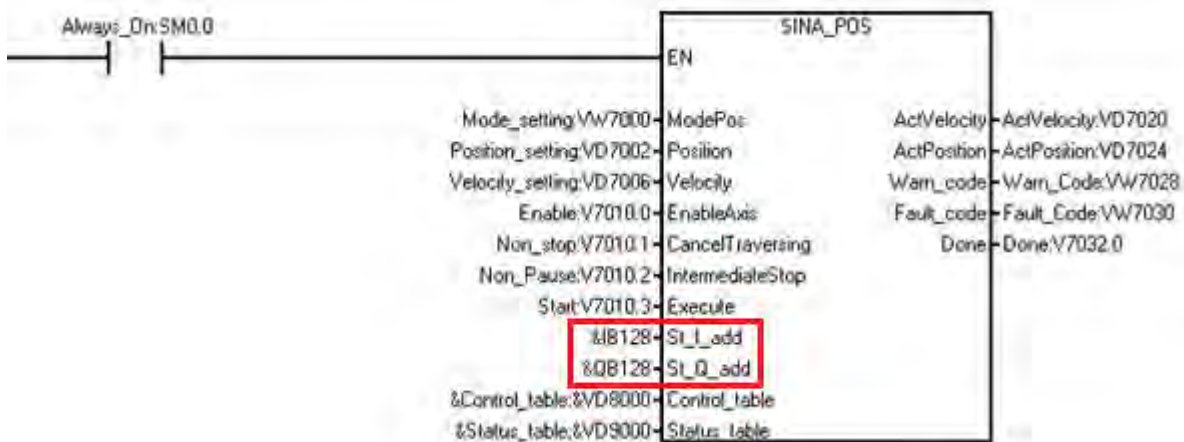 Always_On:SM0.0
SINA_POS
EN
Mode_setting:VW7000 ModePos ActVelocity ActVelocity:VD7020
Position_setting:VD7002 Position ActPosition ActPosition:VD7024
Velocity_setting:VD7006 Velocity Warn_code Warn_Code:VW7028
Enable:V7010.0 EnableAxis Fault_code Fault_Code:VW7030
Non_stop:V7010.1 CancelTraversing Done Done:V7032.0
Non_Pause:V7010.2 IntermediateStop
Start:V7010.3 Execute
&IB128 St_I_add
&QB128 St_Q_add
&Control_table:&VD8000 Control_table
&Status_table:&VD9000 Status_table